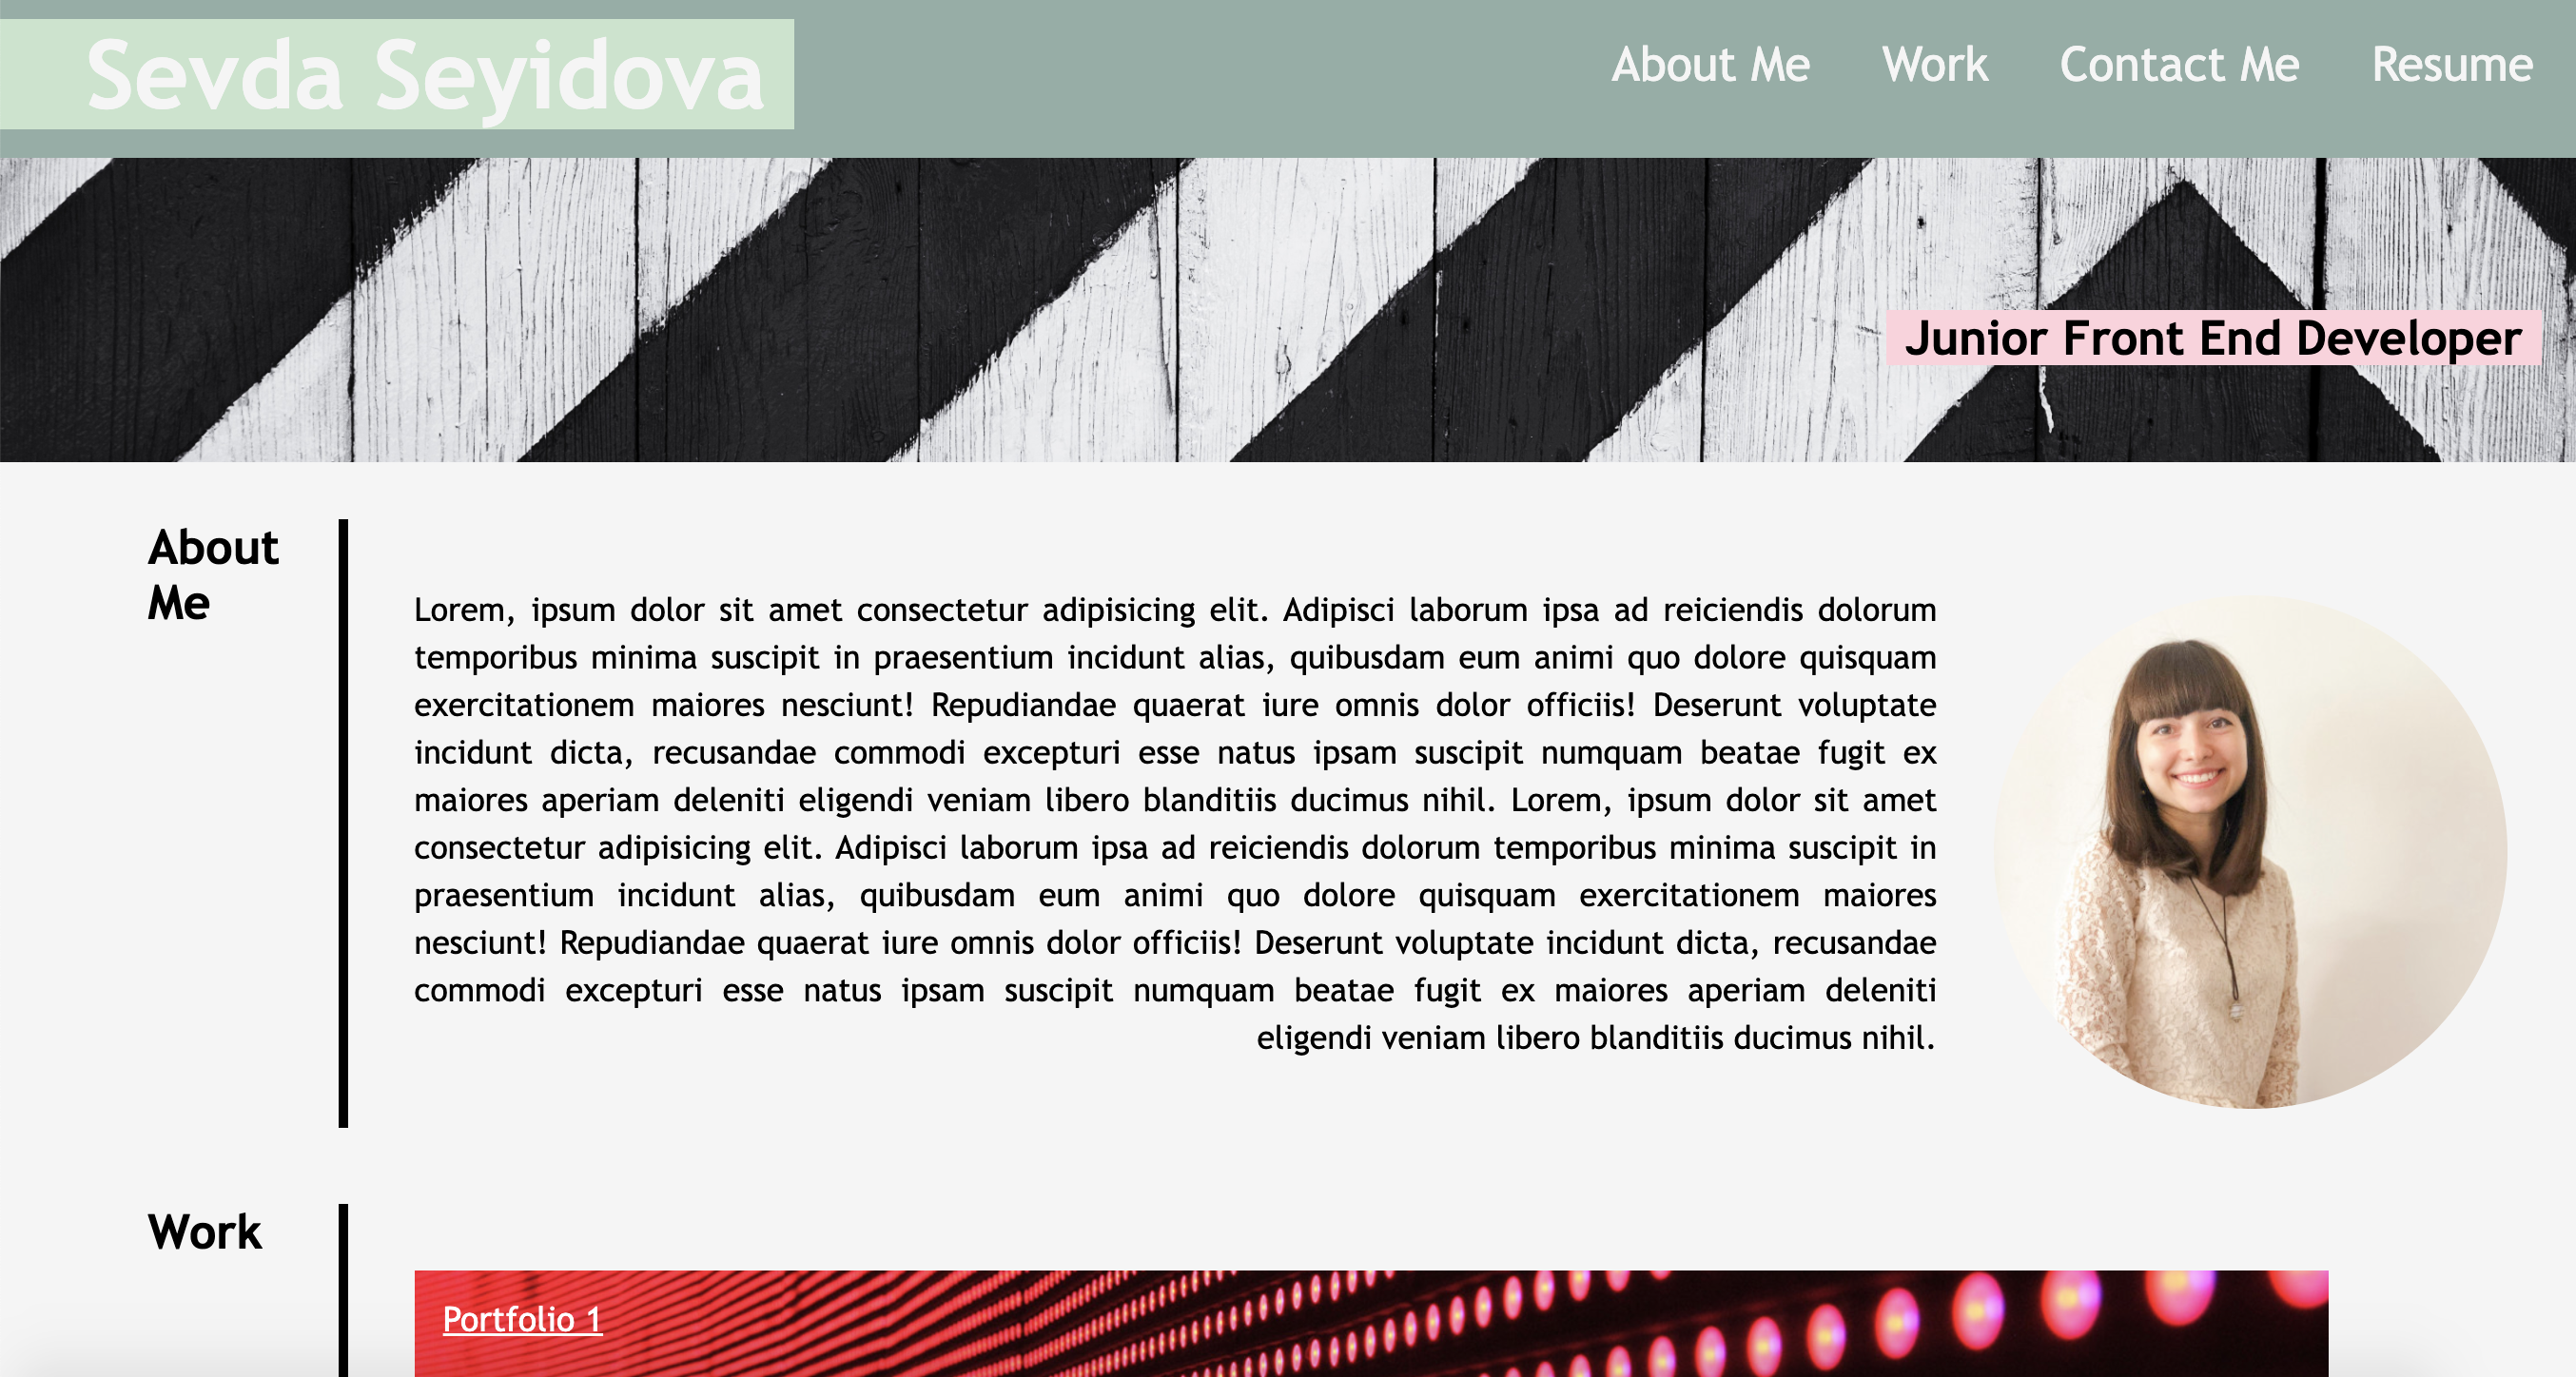 Sevda Seyidova
About Me Work Contact Me Resume
Junior Front End Developer
About
Me
Lorem, ipsum dolor sit amet consectetur adipisicing elit. Adipisci laborum ipsa ad reiciendis dolorum
temporibus minima suscipit in praesentium incidunt alias, quibusdam eum animi quo dolore quisquam
exercitationem maiores nesciunt! Repudiandae quaerat iure omnis dolor officiis! Deserunt voluptate
incidunt dicta, recusandae commodi excepturi esse natus ipsam suscipit numquam beatae fugit ex
maiores aperiam deleniti eligendi veniam libero blanditiis ducimus nihil. Lorem, ipsum dolor sit amet
consectetur adipisicing elit. Adipisci laborum ipsa ad reiciendis dolorum temporibus minima suscipit in
praesentium incidunt alias, quibusdam eum animi quo dolore quisquam exercitationem maiores
nesciunt! Repudiandae quaerat iure omnis dolor officiis! Deserunt voluptate incidunt dicta, recusandae
commodi excepturi esse natus ipsam suscipit numquam beatae fugit ex maiores aperiam deleniti
eligendi veniam libero blanditiis ducimus nihil.
Work
Portfolio 1